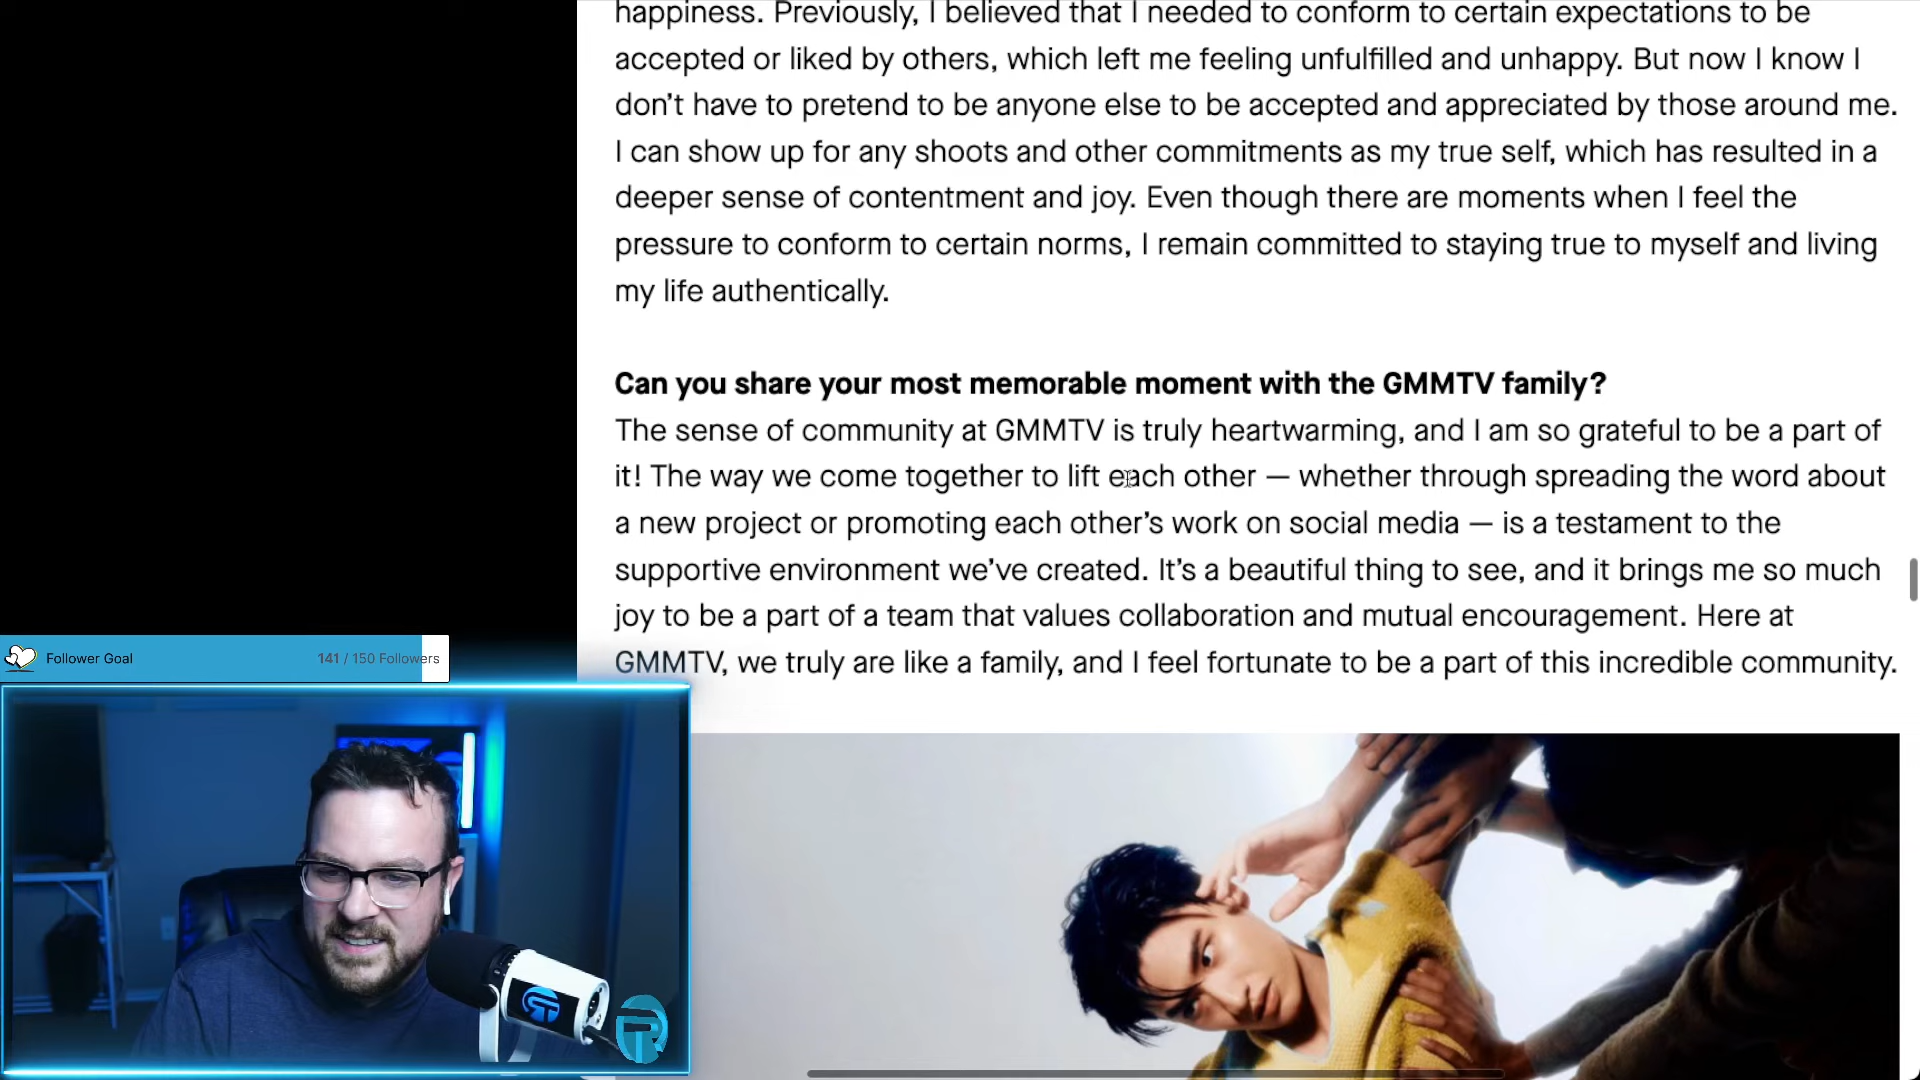 happiness. Previously, I believed that I needed to conform to certain expectations to be
accepted or liked by others, which left me feeling unfulfilled and unhappy. But now I know I
don’t have to pretend to be anyone else to be accepted and appreciated by those around me.
I can show up for any shoots and other commitments as my true self, which has resulted in a
deeper sense of contentment and joy. Even though there are moments when I feel the
pressure to conform to certain norms, I remain committed to staying true to myself and living
my life authentically.
Can you share your most memorable moment with the GMMTV family?
The sense of community at GMMTV is truly heartwarming, and I am so grateful to be a part of
it! The way we come together to lift each other — whether through spreading the word about
a new project or promoting each other’s work on social media — is a testament to the
supportive environment we’ve created. It’s a beautiful thing to see, and it brings me so much
joy to be a part of a team that values collaboration and mutual encouragement. Here at
GMMTV, we truly are like a family, and I feel fortunate to be a part of this incredible community.
Follower Goal
141 / 150 Followers